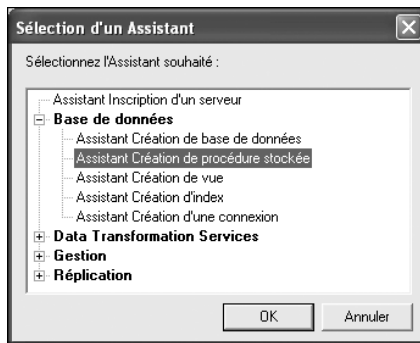 Sélection d'un Assistant
Sélectionnez l'Assistant souhaité :
Assistant Inscription d'un serveur
Base de données
Assistant Création de base de données
Assistant Création de procédure stockée
Assistant Création de vue
Assistant Création d'index
Assistant Création d'une connexion
Data Transformation Services
Gestion
Réplication
OK
Annuler